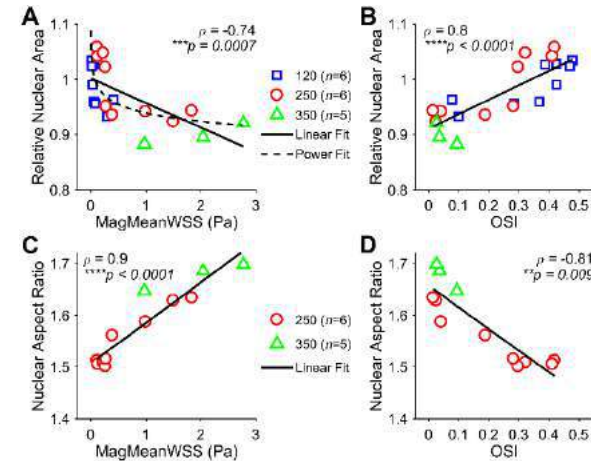 A
ρ = -0.74
***p = 0.0007
Relative Nuclear Area
1.2
1.1
1
0.9
0.8
0 1 2 3
MagMeanWSS (Pa)
120 (n=6)
250 (n=6)
350 (n=5)
Linear Fit
Power Fit
B
ρ = 0.8
****p < 0.0001
Relative Nuclear Area
1.2
1.1
1
0.9
0.8
0 0.1 0.2 0.3 0.4 0.5
OSI
C
ρ = 0.9
****p < 0.0001
Nuclear Aspect Ratio
1.7
1.6
1.5
1.4
0 1 2 3
MagMeanWSS (Pa)
250 (n=6)
350 (n=5)
Linear Fit
D
ρ = -0.81
**p = 0.009
Nuclear Aspect Ratio
1.7
1.6
1.5
1.4
0 0.1 0.2 0.3 0.4 0.5
OSI